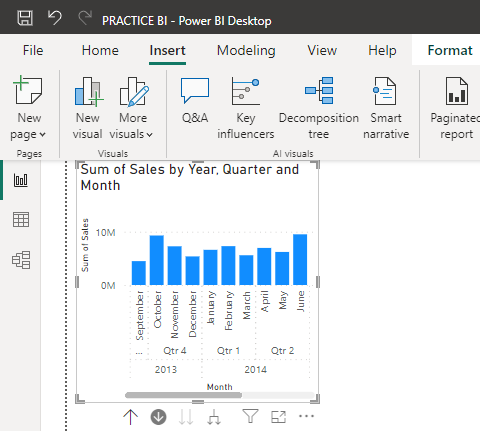 PRACTICE BI - Power BI Desktop
File Home Insert Modeling View Help Format
New page
New visual
More visuals
Q&A
Key influencers
Decomposition tree
Smart narrative
Paginated report
Pages Visuals AI visuals
Sum of Sales by Year, Quarter and
Month
Sum of Sales
10M
0M
September October November December January February March April May June
... Qtr 4 Qtr 1 Qtr 2
2013 2014
Month